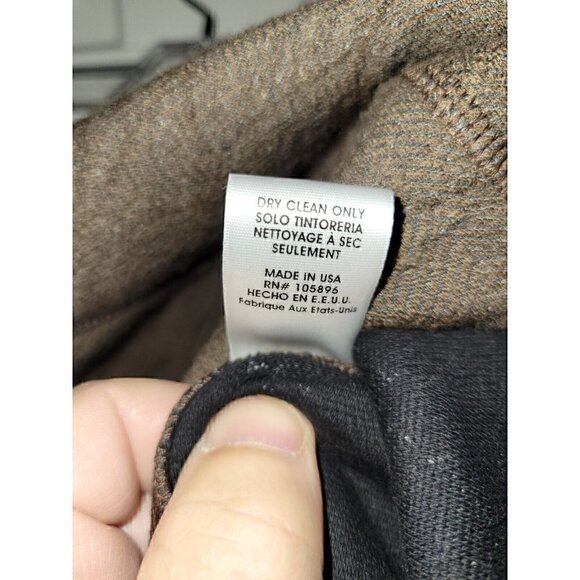 DRY CLEAN ONLY
SOLO TINTORERIA
NETTOYAGE À SEC
SEULEMENT
MADE IN USA
RN# 105896
HECHO EN E.E.U.U.
Fabrique Aux Etats-Unis